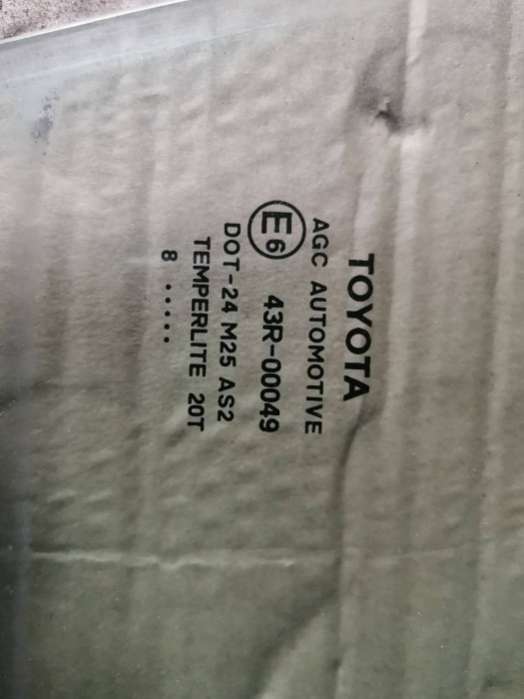 TOYOTA
AGC AUTOMOTIVE
E6 43R-00049
DOT-24 M25 AS2
TEMPERLITE 20T
8 .....